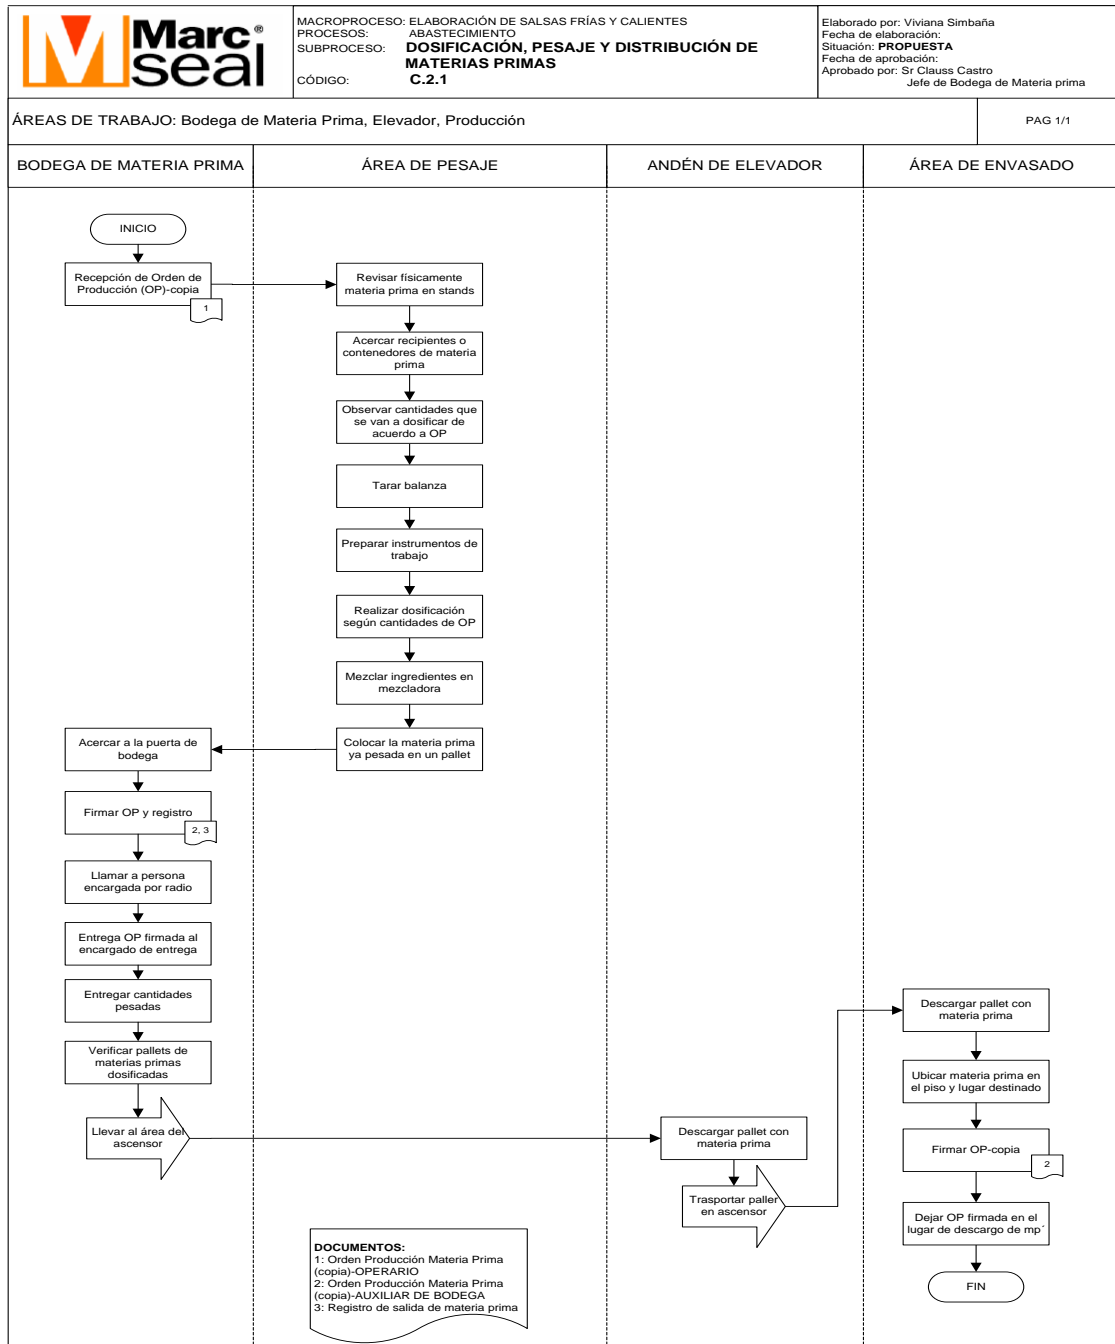 Marc®
seal
MACROPROCESO: ELABORACIÓN DE SALSAS FRÍAS Y CALIENTES
PROCESOS: ABASTECIMIENTO
SUBPROCESO: DOSIFICACIÓN, PESAJE Y DISTRIBUCIÓN DE
MATERIAS PRIMAS
CÓDIGO: C.2.1
Elaborado por: Viviana Simbaña
Fecha de elaboración:
Situación: PROPUESTA
Fecha de aprobación:
Aprobado por: Sr Clauss Castro
Jefe de Bodega de Materia prima
ÁREAS DE TRABAJO: Bodega de Materia Prima, Elevador, Producción
PAG 1/1
BODEGA DE MATERIA PRIMA
ÁREA DE PESAJE
ANDÉN DE ELEVADOR
ÁREA DE ENVASADO
INICIO
Recepción de Orden de
Producción (OP)-copia
1
Revisar físicamente
materia prima en stands
Acercar recipientes o
contenedores de materia
prima
Observar cantidades que
se van a dosificar de
acuerdo a OP
Tarar balanza
Preparar instrumentos de
trabajo
Realizar dosificación
según cantidades de OP
Mezclar ingredientes en
mezcladora
Colocar la materia prima
ya pesada en un pallet
Acercar a la puerta de
bodega
Firmar OP y registro
2, 3
Llamar a persona
encargada por radio
Entrega OP firmada al
encargado de entrega
Entregar cantidades
pesadas
Verificar pallets de
materias primas
dosificadas
Llevar al área del
ascensor
Descargar pallet con
materia prima
Trasportar paller
en ascensor
Descargar pallet con
materia prima
Ubicar materia prima en
el piso y lugar destinado
Firmar OP-copia
2
Dejar OP firmada en el
lugar de descargo de mp´
FIN
DOCUMENTOS:
1: Orden Producción Materia Prima
(copia)-OPERARIO
2: Orden Producción Materia Prima
(copia)-AUXILIAR DE BODEGA
3: Registro de salida de materia prima